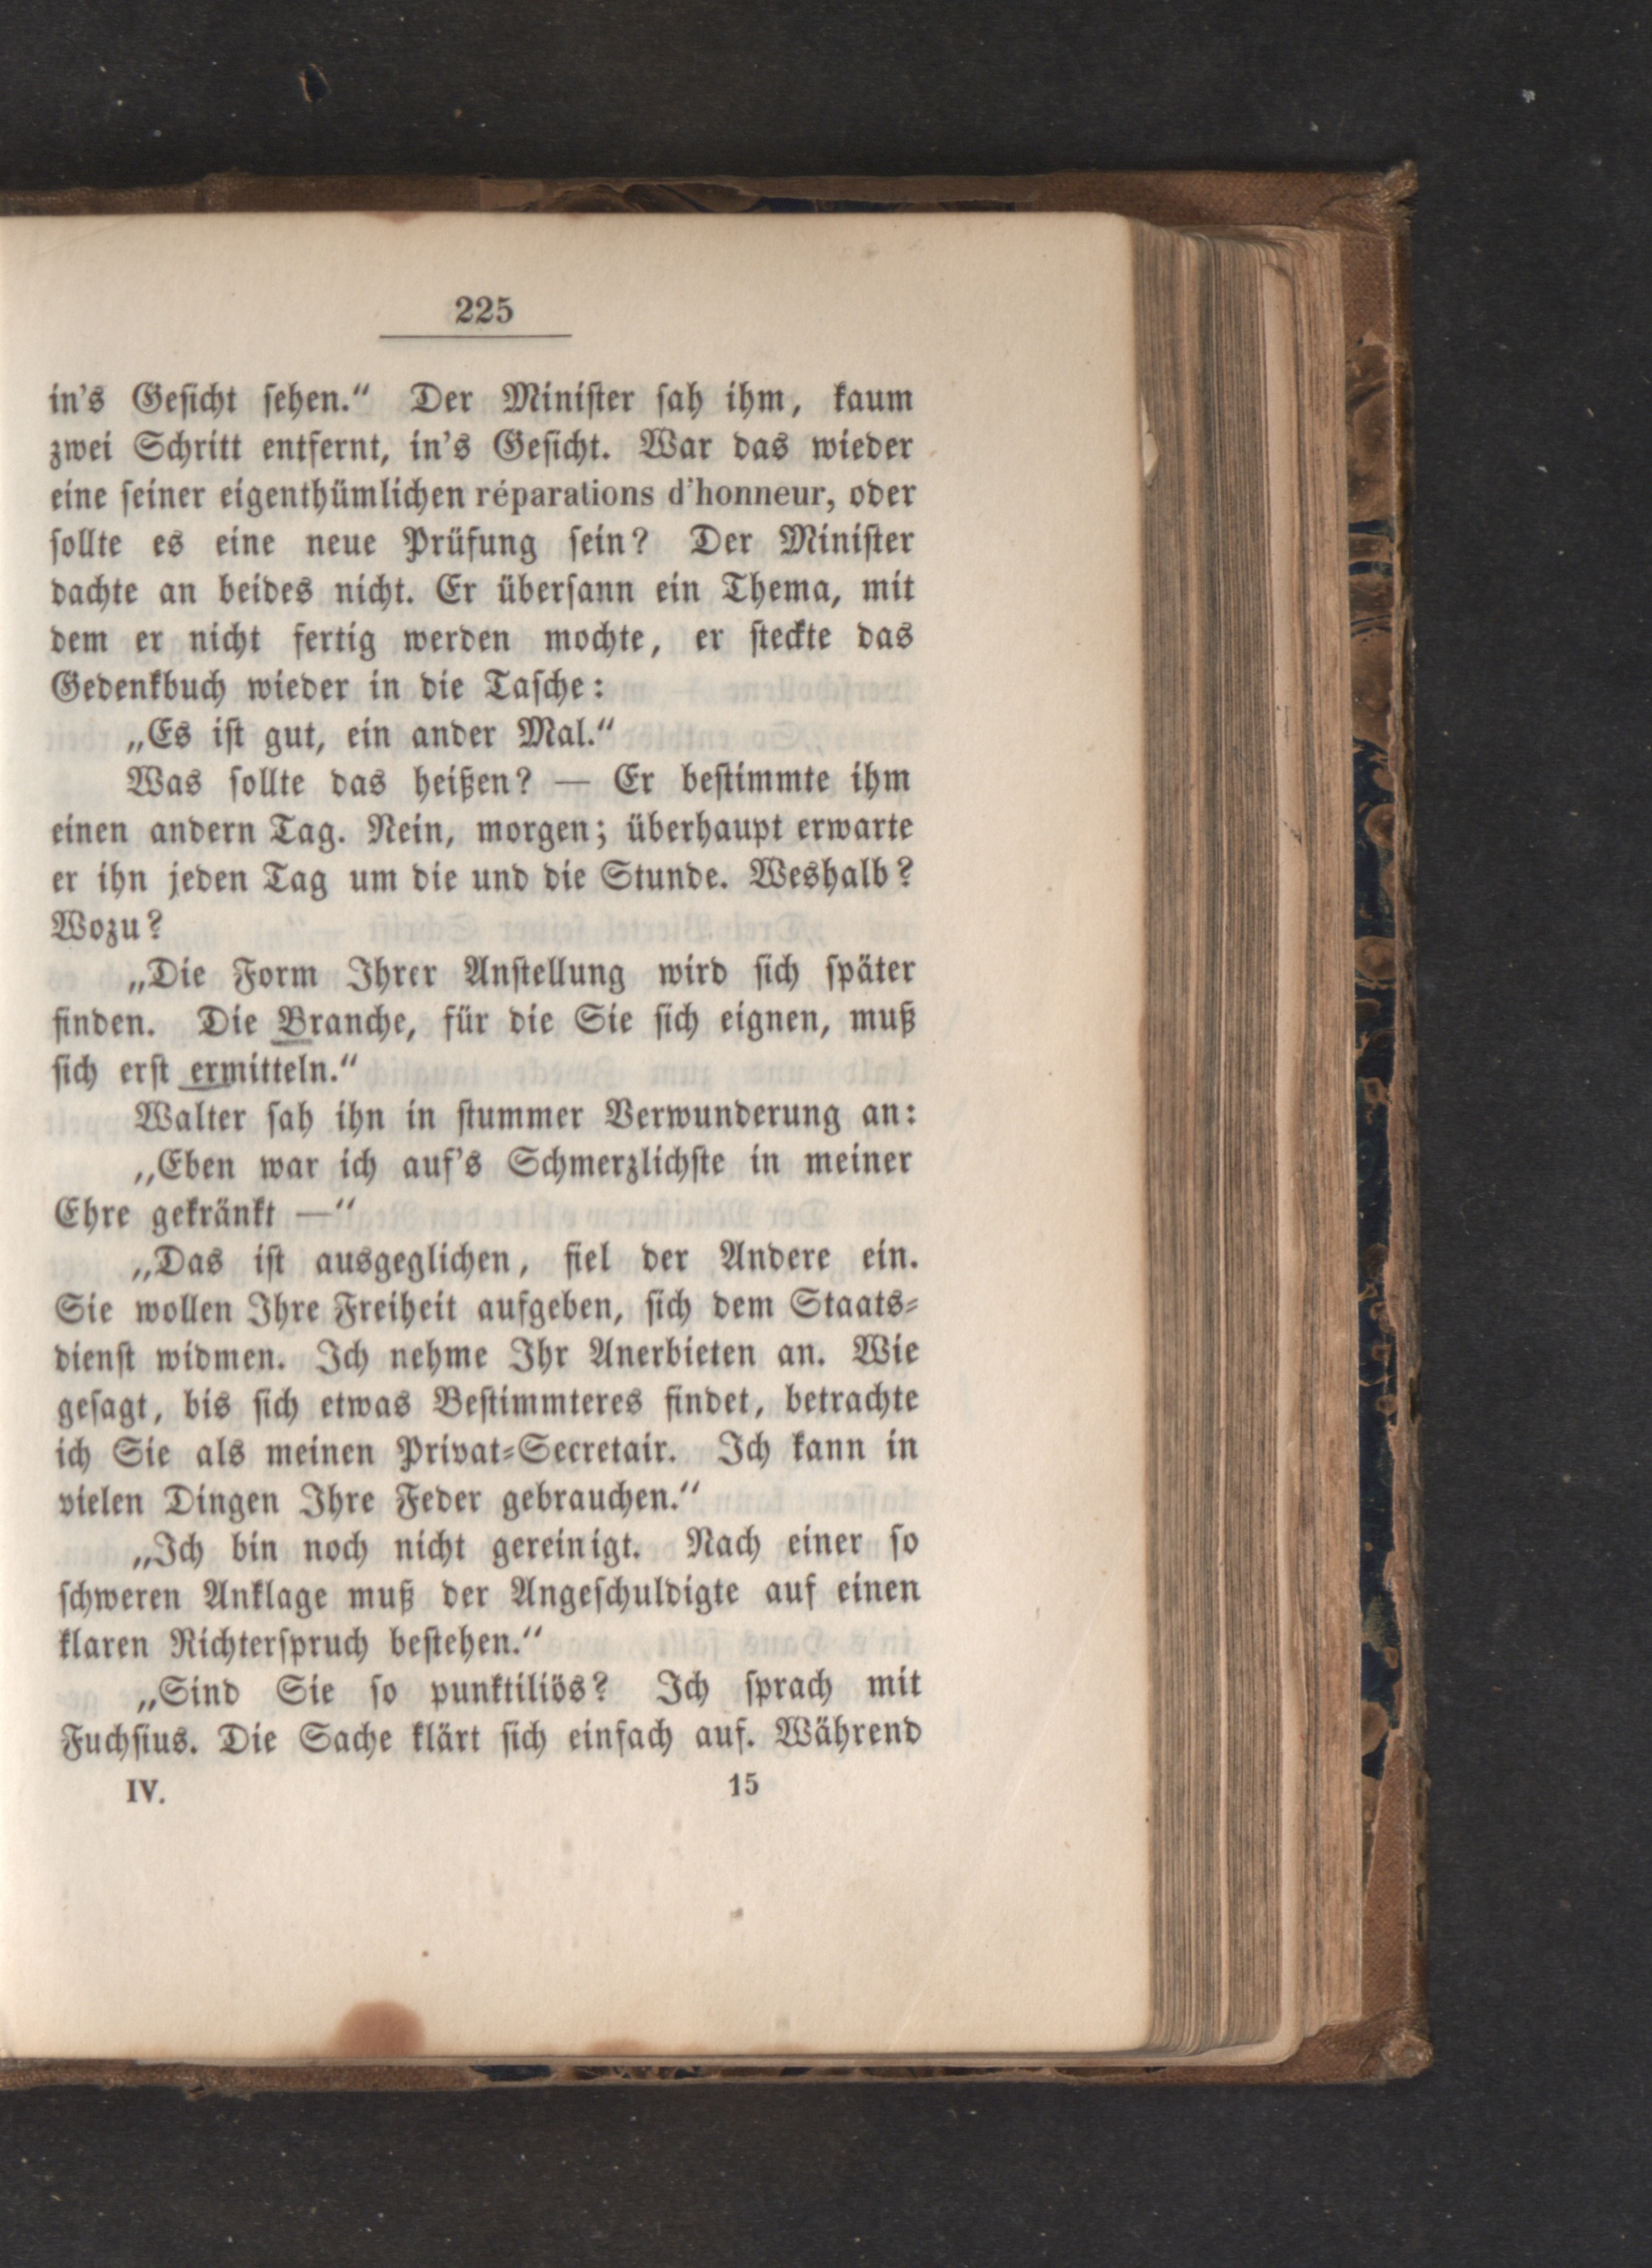 225
in's Gesicht sehen.“ Der Minister sah ihm, kaum
zwei Schritt entfernt, in's Gesicht. War das wieder
eine seiner eigenthümlichen réparations d'honneur, oder
sollte es eine neue Prüfung sein? Der Minister
dachte an beides nicht. Er übersann ein Thema, mit
dem er nicht fertig werden mochte, er steckte das
Gedenkbuch wieder in die Tasche:
„Es ist gut, ein ander Mal.“
Was sollte das heißen? — Er bestimmte ihm
einen andern Tag. Nein, morgen; überhaupt erwarte
er ihn jeden Tag um die und die Stunde. Weshalb?
Wozu?
„Die Form Ihrer Anstellung wird sich später
finden. Die Branche, für die Sie sich eignen, muß
sich erst ermitteln.“
Walter sah ihn in stummer Verwunderung an:
„Eben war ich auf's Schmerzlichste in meiner
Ehre gekränkt —“
„Das ist ausgeglichen, fiel der Andere ein.
Sie wollen Ihre Freiheit aufgeben, sich dem Staats-
dienst widmen. Ich nehme Ihr Anerbieten an. Wie
gesagt, bis sich etwas Bestimmteres findet, betrachte
ich Sie als meinen Privat-Secretair. Ich kann in
vielen Dingen Ihre Feder gebrauchen.“
„Ich bin noch nicht gereinigt. Nach einer so
schweren Anklage muß der Angeschuldigte auf einen
klaren Richterspruch bestehen.“
„Sind Sie so punktiliös? Ich sprach mit
Fuchsius. Die Sache klärt sich einfach auf. Während
IV. 15